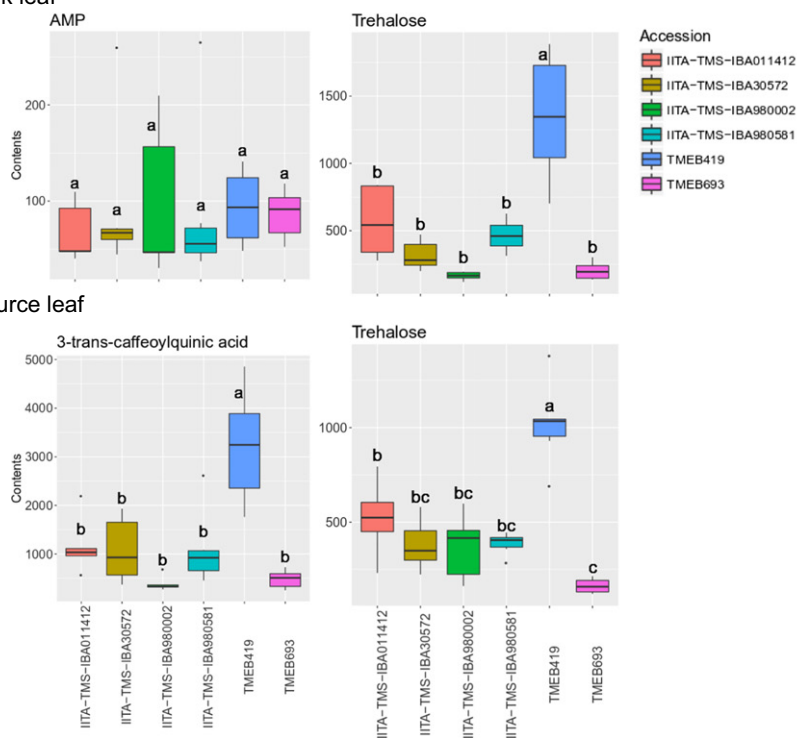 k leaf
AMP
Trehalose
Accession
IITA-TMS-IBA011412
IITA-TMS-IBA30572
IITA-TMS-IBA980002
IITA-TMS-IBA980581
TMEB419
TMEB693
Contents
200
100
a
a
a
a
a
a
1500
1000
500
b
b
b
b
a
b
urce leaf
3-trans-caffeoylquinic acid
Trehalose
Contents
5000
4000
3000
2000
1000
b
b
b
b
a
b
1000
500
b
bc
bc
bc
a
c
IITA-TMS-IBA011412
IITA-TMS-IBA30572
IITA-TMS-IBA980002
IITA-TMS-IBA980581
TMEB419
TMEB693
IITA-TMS-IBA011412
IITA-TMS-IBA30572
IITA-TMS-IBA980002
IITA-TMS-IBA980581
TMEB419
TMEB693